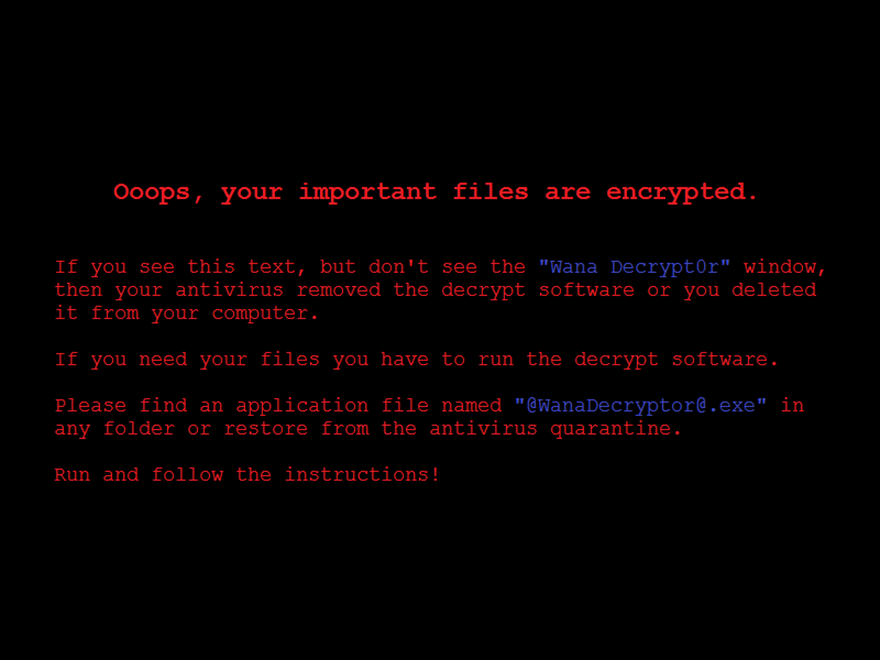 Ooops, your important files are encrypted.
If you see this text, but don't see the "Wana Decrypt0r" window,
then your antivirus removed the decrypt software or you deleted
it from your computer.
If you need your files you have to run the decrypt software.
Please find an application file named "@WanaDecryptor@.exe" in
any folder or restore from the antivirus quarantine.
Run and follow the instructions!